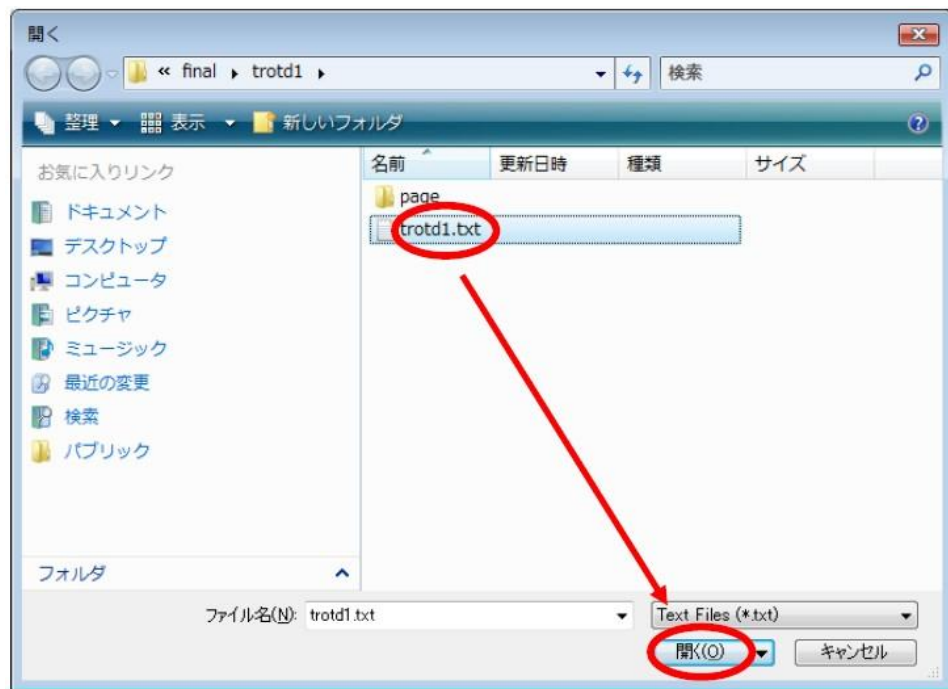 開く
« final ▸ trotd1 ▸ 検索
整理 表示 新しいフォルダ
お気に入りリンク
ドキュメント
デスクトップ
コンピュータ
ピクチャ
ミュージック
最近の変更
検索
パブリック
フォルダ
名前 更新日時 種類 サイズ
page
trotd1.txt
ファイル名(N): trotd1.txt Text Files (*.txt)
開く(O) キャンセル